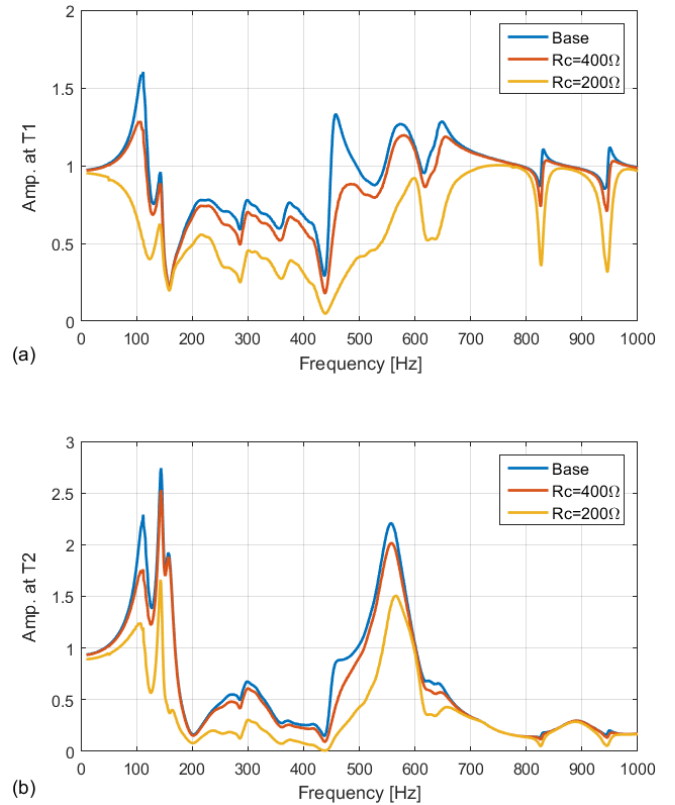 2
1.5
1
0.5
0
Amp. at T1
Base
Rc=400Ω
Rc=200Ω
0 100 200 300 400 500 600 700 800 900 1000
Frequency [Hz]
(a)
3
2.5
2
1.5
1
0.5
0
Amp. at T2
Base
Rc=400Ω
Rc=200Ω
0 100 200 300 400 500 600 700 800 900 1000
Frequency [Hz]
(b)